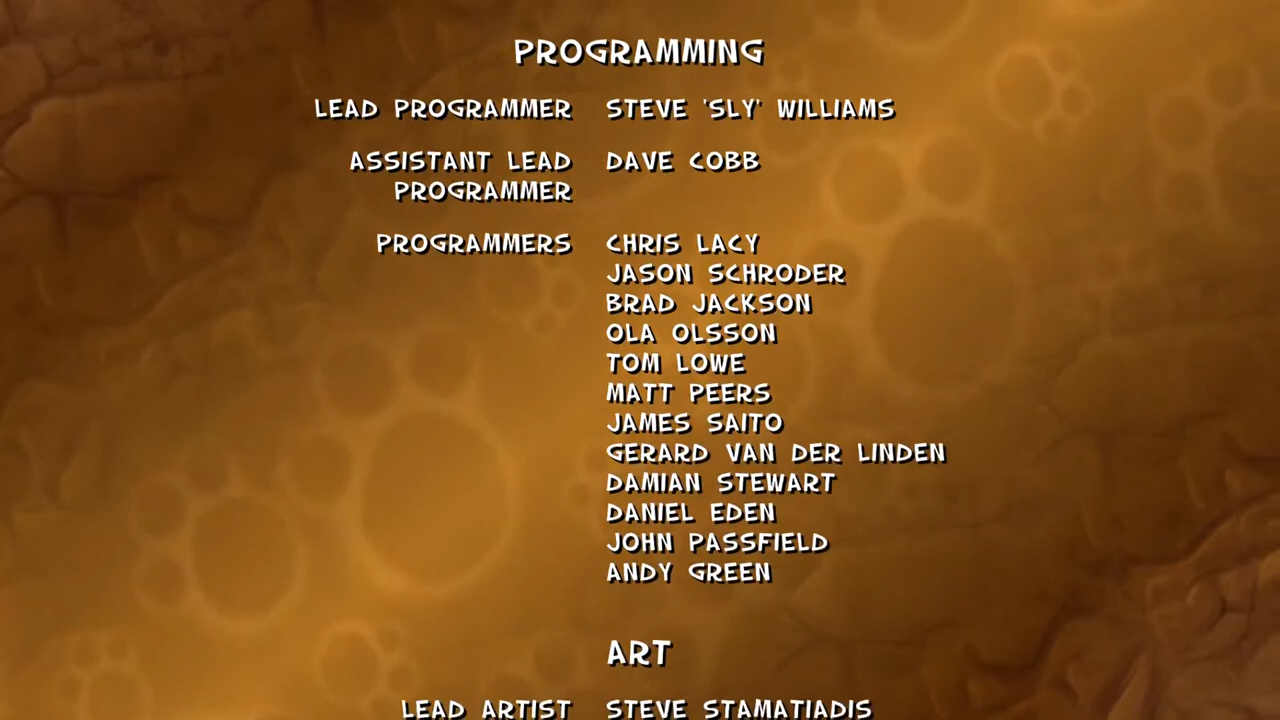 PROGRAMMING
LEAD PROGRAMMER STEVE 'SLY' WILLIAMS
ASSISTANT LEAD DAVE COBB
PROGRAMMER
PROGRAMMERS CHRIS LACY
JASON SCHRODER
BRAD JACKSON
OLA OLSSON
TOM LOWE
MATT PEERS
JAMES SAITO
GERARD VAN DER LINDEN
DAMIAN STEWART
DANIEL EDEN
JOHN PASSFIELD
ANDY GREEN
ART
LEAD ARTIST STEVE STAMATIADIS